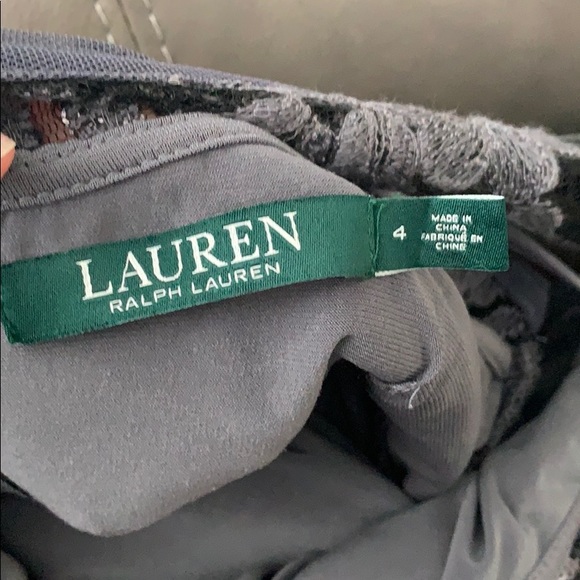 LAUREN
RALPH LAUREN
4
MADE IN
CHINA
FABRIQUÉ EN
CHINE